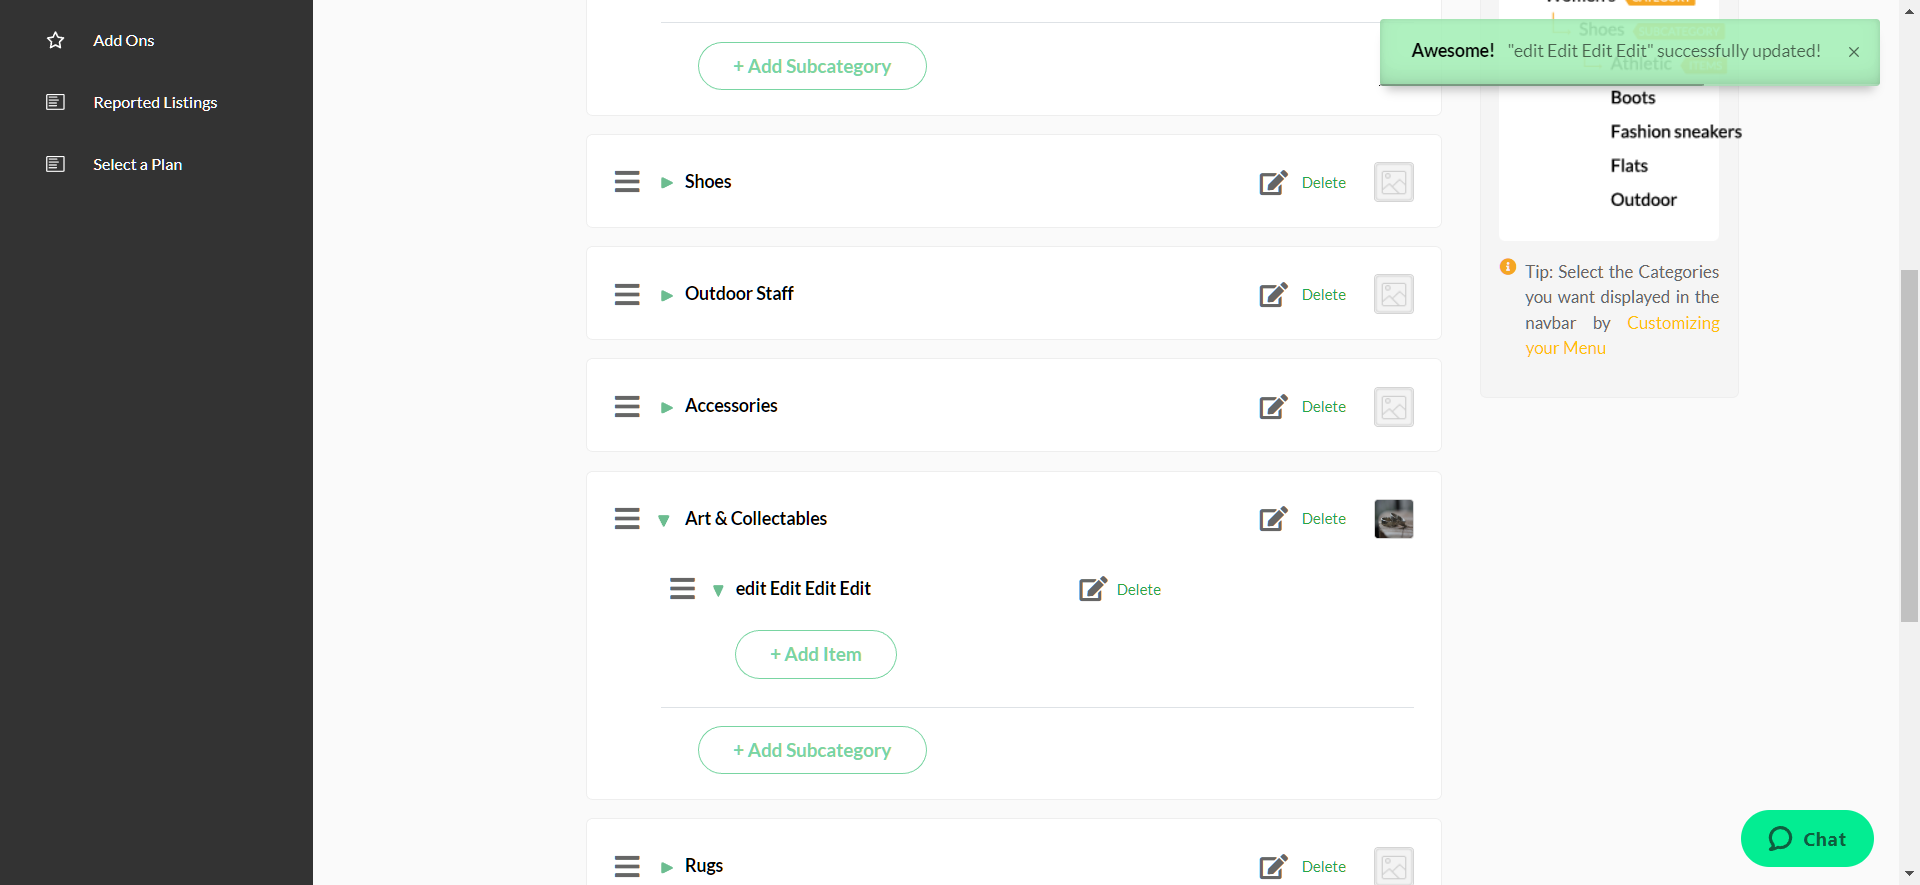 Add Ons
Reported Listings
Select a Plan
+ Add Subcategory
Shoes
Delete
Outdoor Staff
Delete
Accessories
Delete
Art & Collectables
Delete
edit Edit Edit Edit
Delete
+ Add Item
+ Add Subcategory
Rugs
Delete
Shoes
Awesome! "edit Edit Edit Edit" successfully updated!
Athletic
Boots
Fashion sneakers
Flats
Outdoor
Tip: Select the Categories
you want displayed in the
navbar by Customizing
your Menu
Chat